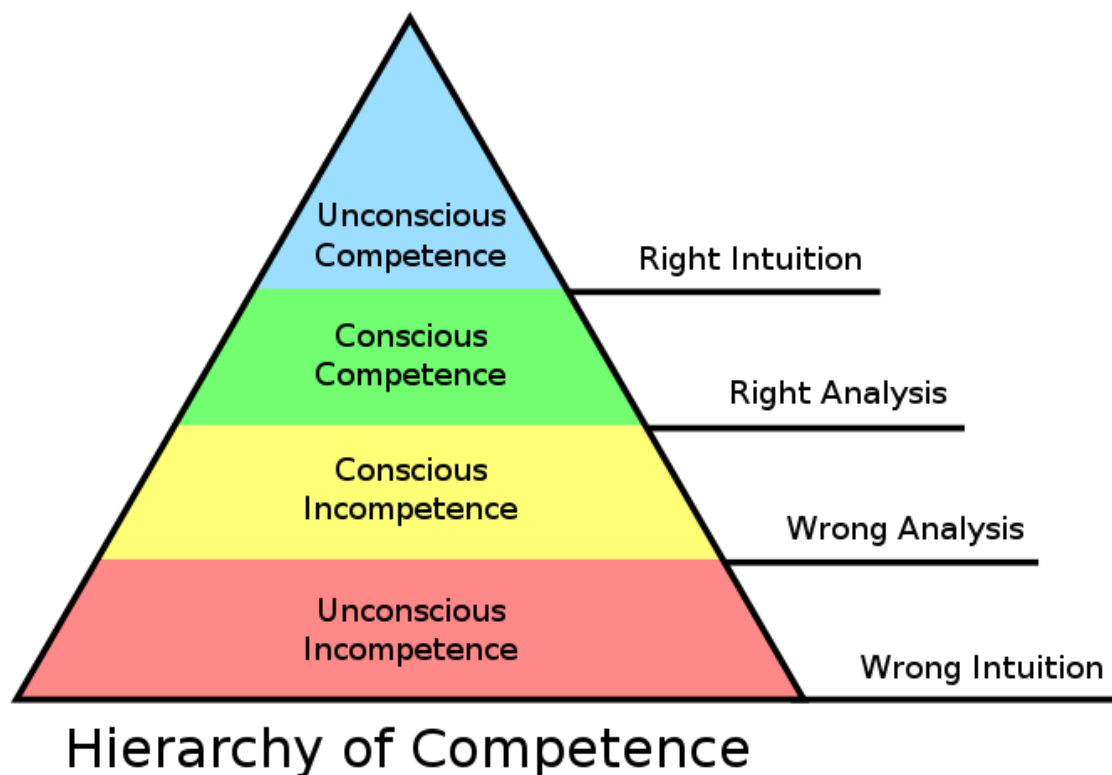 Unconscious
Competence
Right Intuition
Conscious
Competence
Right Analysis
Conscious
Incompetence
Wrong Analysis
Unconscious
Incompetence
Wrong Intuition
Hierarchy of Competence